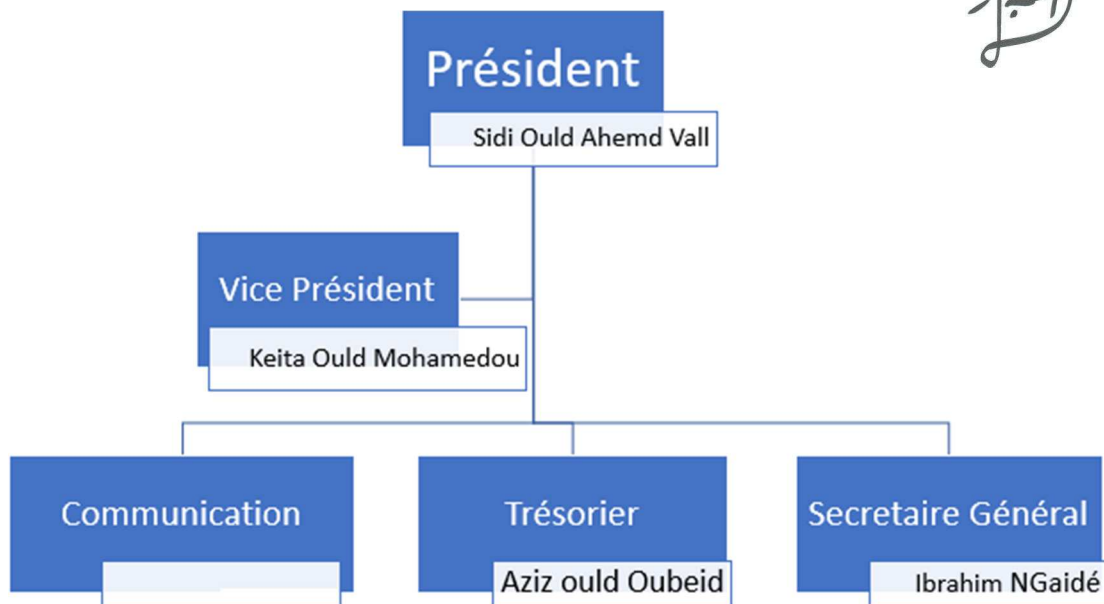 Président
Sidi Ould Ahemd Vall
Vice Président
Keita Ould Mohamedou
Communication
Trésorier
Secretaire Général
Aziz ould Oubeid
Ibrahim NGaidé